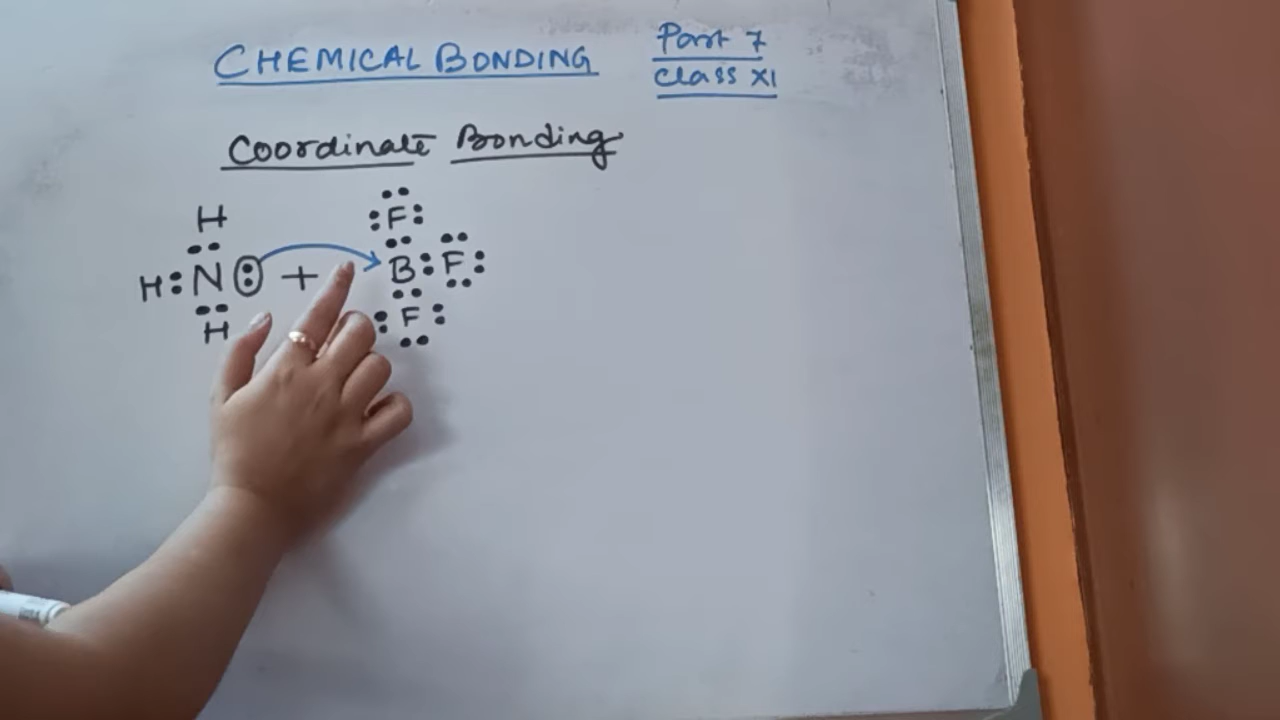 CHEMICAL BONDING Part 7
Class XI
Coordinate Bonding
H :F:
H:N: + B:F:
H :F: